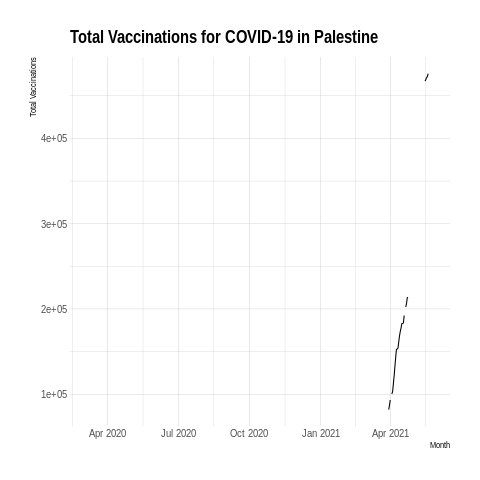 Total Vaccinations for COVID-19 in Palestine
Total Vaccinations
4e+05
3e+05
2e+05
1e+05
Apr 2020 Jul 2020 Oct 2020 Jan 2021 Apr 2021
Month